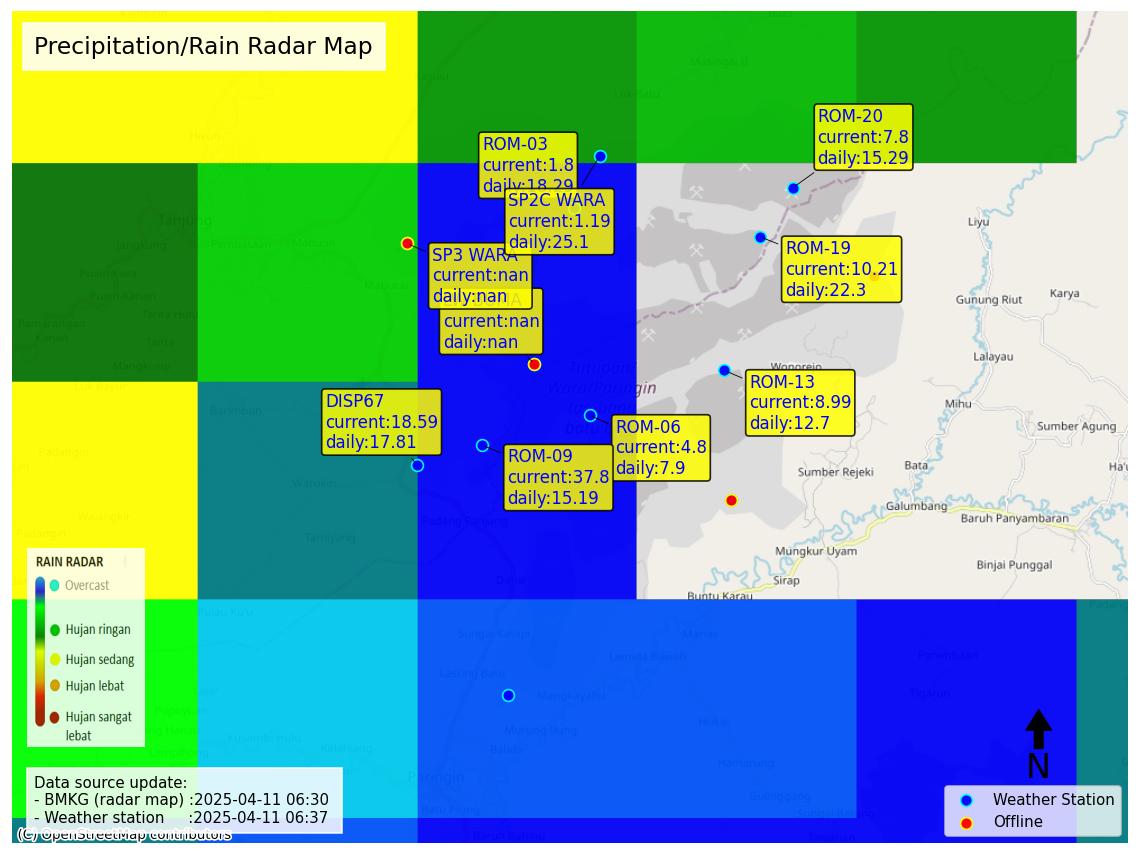 Precipitation/Rain Radar Map
ROM-20
current:7.8
daily:15.29
ROM-03
current:1.8
daily:18.29
SP2C WARA
current:1.19
daily:25.1
Liyu
Tanjung
ROM-19
current:10.21
daily:22.3
SP3 WARA
current:nan
daily:nan
current:nan
daily:nan
Gunung Riut
Karya
Lalayau
Wonorejo
ROM-13
current:8.99
daily:12.7
DISP67
current:18.59
daily:17.81
Mihu
ROM-06
current:4.8
daily:7.9
Sumber Agung
ROM-09
current:37.8
daily:15.19
Bata
Sumber Rejeki
Galumbang
Baruh Panyambaran
Mungkur Uyam
Binjai Punggal
Sirap
Buntu Karau
RAIN RADAR
Overcast
Hujan ringan
Hujan sedang
Hujan lebat
Hujan sangat
lebat
Paringin
N
Data source update:
- BMKG (radar map) :2025-04-11 06:30
- Weather station :2025-04-11 06:37
Weather Station
Offline
(C) OpenStreetMap contributors